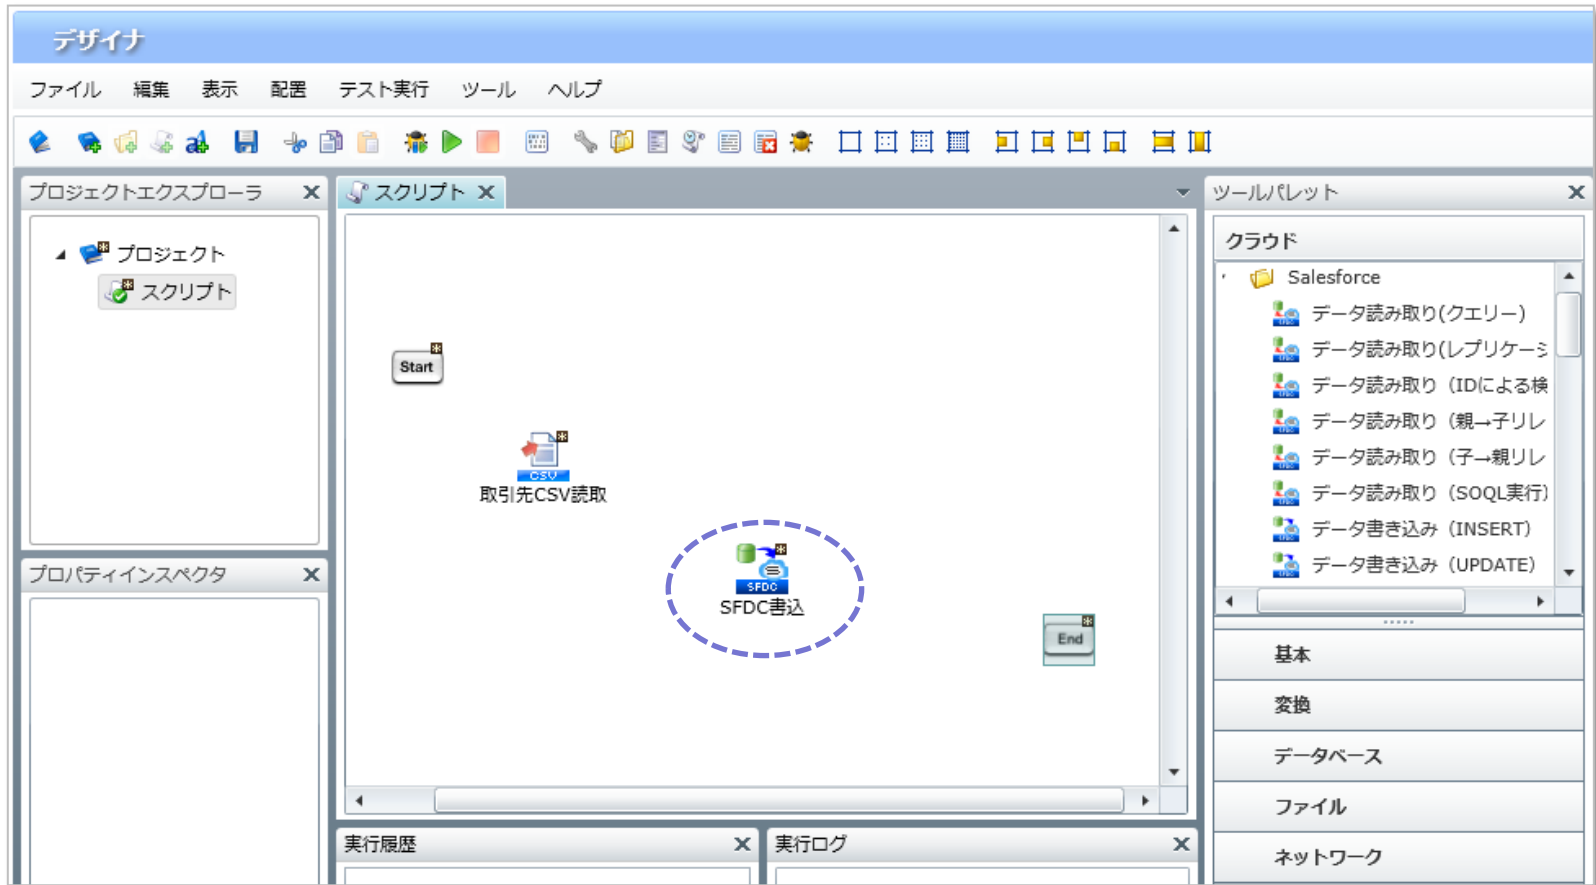 デザイナ
ファイル 編集 表示 配置 テスト実行 ツール ヘルプ
プロジェクトエクスプローラ
プロジェクト
スクリプト
プロパティインスペクタ
スクリプト
Start
CSV
取引先CSV読取
SFDC
SFDC書込
End
実行履歴
実行ログ
ツールパレット
クラウド
Salesforce
データ読み取り(クエリー)
データ読み取り(レプリケーシ
データ読み取り（IDによる検
データ読み取り（親→子リレ
データ読み取り（子→親リレ
データ読み取り（SOQL実行)
データ書き込み（INSERT）
データ書き込み（UPDATE）
基本
変換
データベース
ファイル
ネットワーク